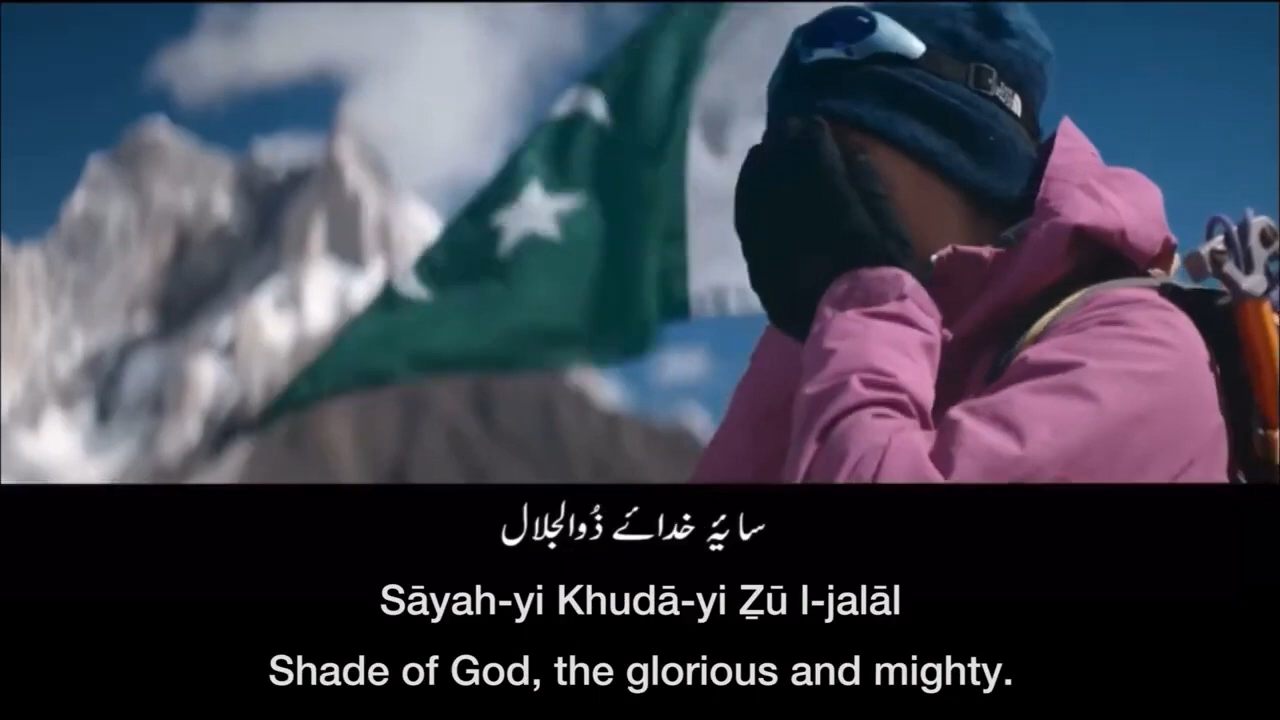 سایۂ خدائے ذُوالجلال
Sāyah-yi Khudā-yi Ẕū l-jalāl
Shade of God, the glorious and mighty.